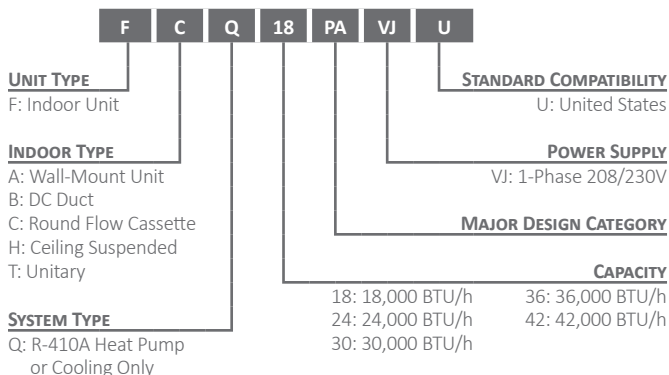 F C Q 18 PA VJ U
UNIT TYPE
F: Indoor Unit
INDOOR TYPE
A: Wall-Mount Unit
B: DC Duct
C: Round Flow Cassette
H: Ceiling Suspended
T: Unitary
SYSTEM TYPE
Q: R-410A Heat Pump
or Cooling Only
STANDARD COMPATIBILITY
U: United States
POWER SUPPLY
VJ: 1-Phase 208/230V
MAJOR DESIGN CATEGORY
CAPACITY
18: 18,000 BTU/h 36: 36,000 BTU/h
24: 24,000 BTU/h 42: 42,000 BTU/h
30: 30,000 BTU/h